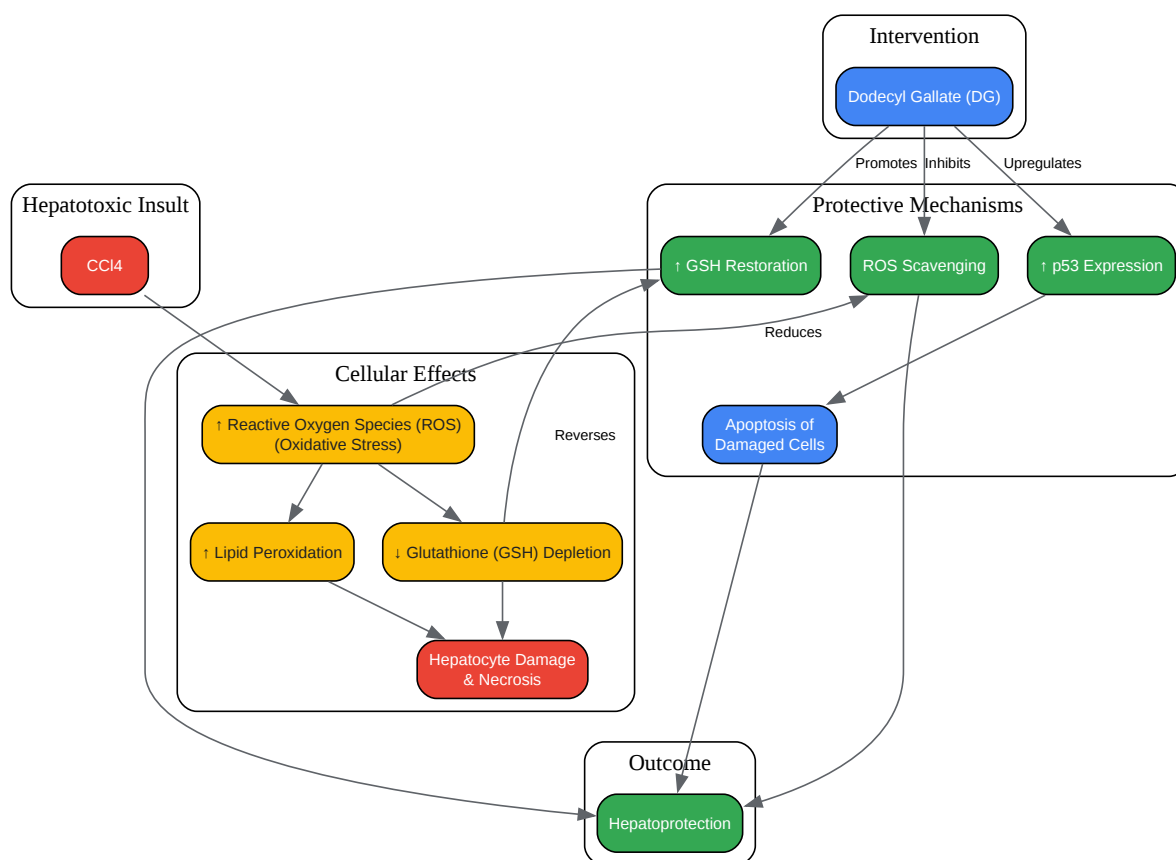 Intervention
Dodecyl Gallate (DG)
Promotes
Inhibits
Upregulates
Hepatotoxic Insult
CCl4
Protective Mechanisms
↑ GSH Restoration
ROS Scavenging
↑ p53 Expression
Reduces
Cellular Effects
↑ Reactive Oxygen Species (ROS)
(Oxidative Stress)
Reverses
Apoptosis of
Damaged Cells
↑ Lipid Peroxidation
↓ Glutathione (GSH) Depletion
Hepatocyte Damage
& Necrosis
Outcome
Hepatoprotection